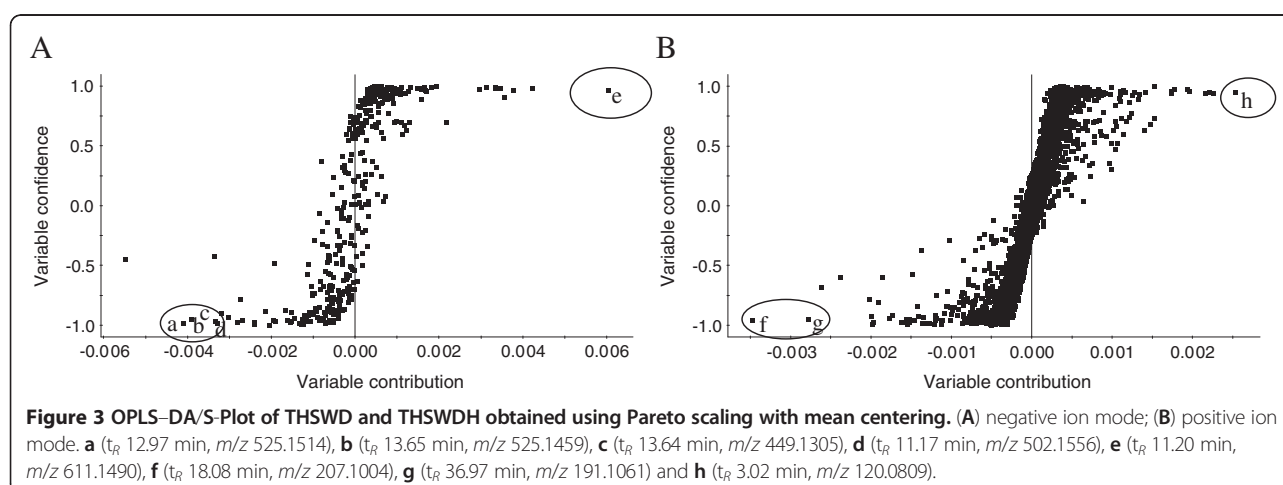 A
B
1.0
0.5
0.0
-0.5
-1.0
Variable confidence
e
a
b
c
d
-0.006 -0.004 -0.002 0.000 0.002 0.004 0.006
Variable contribution
1.0
0.5
0.0
-0.5
-1.0
Variable confidence
h
f
g
-0.003 -0.002 -0.001 0.000 0.001 0.002
Variable contribution
Figure 3 OPLS–DA/S-Plot of THSWD and THSWDH obtained using Pareto scaling with mean centering. (A) negative ion mode; (B) positive ion
mode. a (tR 12.97 min, m/z 525.1514), b (tR 13.65 min, m/z 525.1459), c (tR 13.64 min, m/z 449.1305), d (tR 11.17 min, m/z 502.1556), e (tR 11.20 min,
m/z 611.1490), f (tR 18.08 min, m/z 207.1004), g (tR 36.97 min, m/z 191.1061) and h (tR 3.02 min, m/z 120.0809).